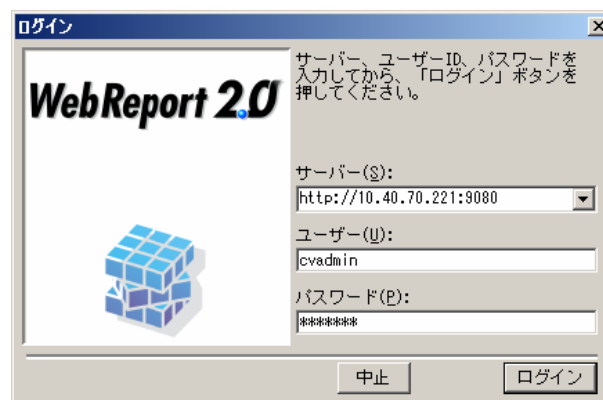 ログイン
WebReport 2.0
サーバー、ユーザーID、パスワードを
入力してから、「ログイン」ボタンを
押してください。
サーバー(S):
http://10.40.70.221:9080
ユーザー(U):
cvadmin
パスワード(P):
*******
中止
ログイン